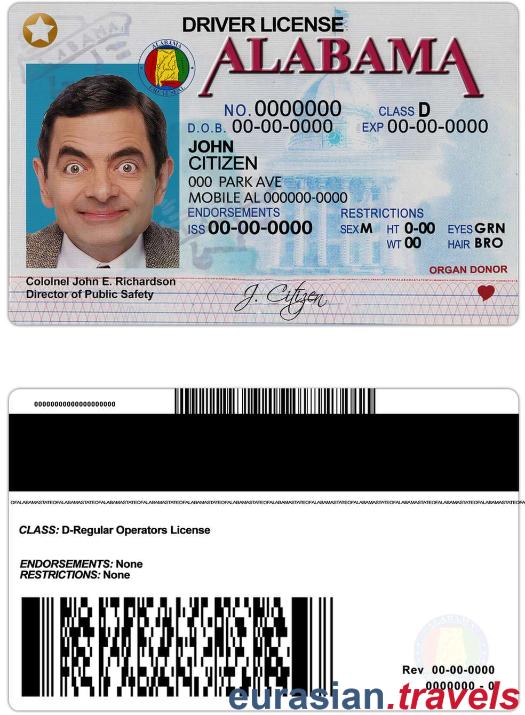 DRIVER LICENSE
ALABAMA
NO. 0000000 CLASS D
D.O.B. 00-00-0000 EXP 00-00-0000
JOHN
CITIZEN
000 PARK AVE
MOBILE AL 000000-0000
ENDORSEMENTS RESTRICTIONS
ISS 00-00-0000 SEX M HT 0-00 EYES GRN
WT 00 HAIR BRO
ORGAN DONOR
Cololnel John E. Richardson
Director of Public Safety
J. Citizen
00000000000000000000
OFALABAMASTATEOFALABAMASTATEOFALABAMASTATEOFALABAMASTATEOFALABAMASTATEOFALABAMASTATEOFALABAMASTATEOFALABAMASTATEOFALABAMASTATEOFA
CLASS: D-Regular Operators License
ENDORSEMENTS: None
RESTRICTIONS: None
Rev 00-00-0000
0000000 - 0
eurasian.travels